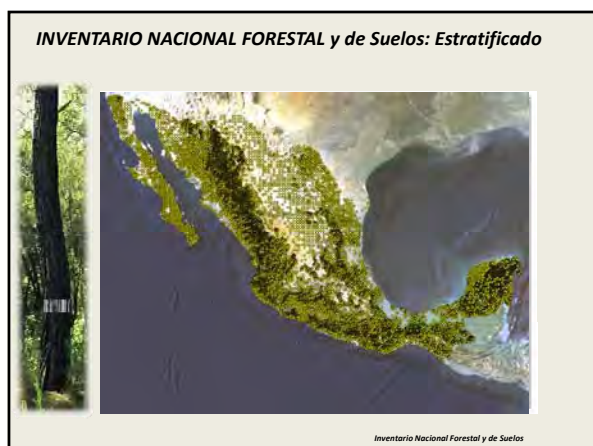 INVENTARIO NACIONAL FORESTAL y de Suelos: Estratificado
Inventario Nacional Forestal y de Suelos